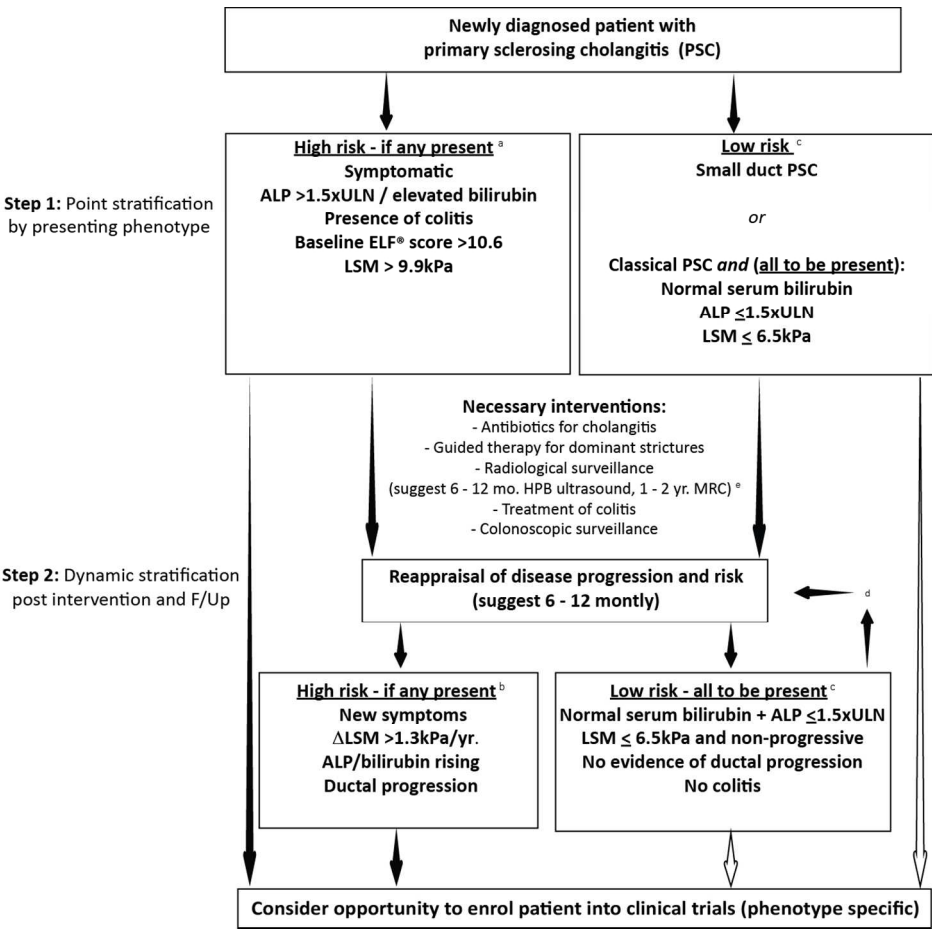 Newly diagnosed patient with
primary sclerosing cholangitis (PSC)
High risk - if any present a
Symptomatic
ALP >1.5xULN / elevated bilirubin
Presence of colitis
Baseline ELF® score >10.6
LSM > 9.9kPa
Low risk c
Small duct PSC
or
Classical PSC and (all to be present):
Normal serum bilirubin
ALP ≤1.5xULN
LSM ≤ 6.5kPa
Step 1: Point stratification
by presenting phenotype
Necessary interventions:
- Antibiotics for cholangitis
- Guided therapy for dominant strictures
- Radiological surveillance
(suggest 6 - 12 mo. HPB ultrasound, 1 - 2 yr. MRC) e
- Treatment of colitis
- Colonoscopic surveillance
Step 2: Dynamic stratification
post intervention and F/Up
Reappraisal of disease progression and risk
(suggest 6 - 12 montly)
d
High risk - if any present b
New symptoms
ΔLSM >1.3kPa/yr.
ALP/bilirubin rising
Ductal progression
Low risk - all to be present c
Normal serum bilirubin + ALP ≤1.5xULN
LSM ≤ 6.5kPa and non-progressive
No evidence of ductal progression
No colitis
Consider opportunity to enrol patient into clinical trials (phenotype specific)